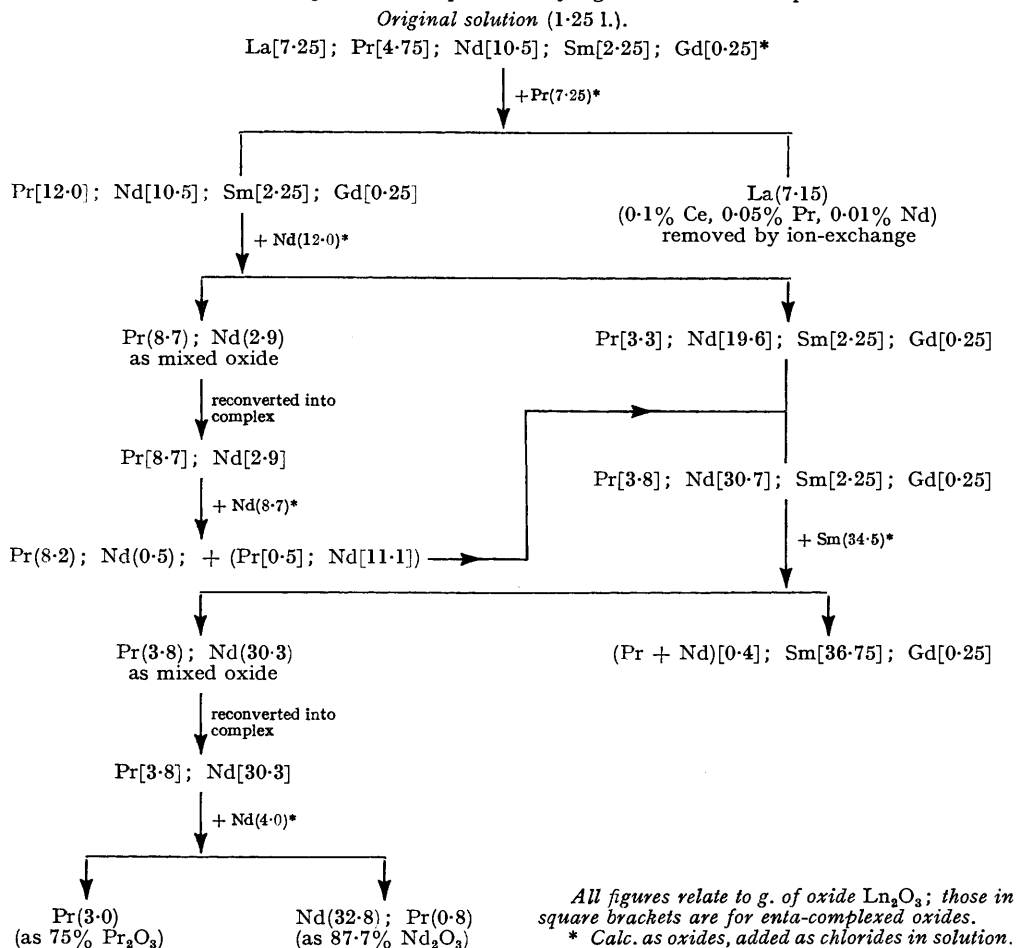 Original solution (1·25 l.).
La[7·25]; Pr[4·75]; Nd[10·5]; Sm[2·25]; Gd[0·25]*
+Pr(7·25)*
Pr[12·0]; Nd[10·5]; Sm[2·25]; Gd[0·25]
La(7·15)
(0·1% Ce, 0·05% Pr, 0·01% Nd)
removed by ion-exchange
+ Nd(12·0)*
Pr(8·7); Nd(2·9)
as mixed oxide
Pr[3·3]; Nd[19·6]; Sm[2·25]; Gd[0·25]
reconverted into
complex
Pr[8·7]; Nd[2·9]
Pr[3·8]; Nd[30·7]; Sm[2·25]; Gd[0·25]
+ Nd(8·7)*
+ Sm(34·5)*
Pr(8·2); Nd(0·5); + (Pr[0·5]; Nd[11·1])
Pr(3·8); Nd(30·3)
as mixed oxide
(Pr + Nd)[0·4]; Sm[36·75]; Gd[0·25]
reconverted into
complex
Pr[3·8]; Nd[30·3]
+ Nd(4·0)*
Pr(3·0)
(as 75% Pr₂O₃)
Nd(32·8); Pr(0·8)
(as 87·7% Nd₂O₃)
All figures relate to g. of oxide Ln₂O₃; those in
square brackets are for enta-complexed oxides.
* Calc. as oxides, added as chlorides in solution.